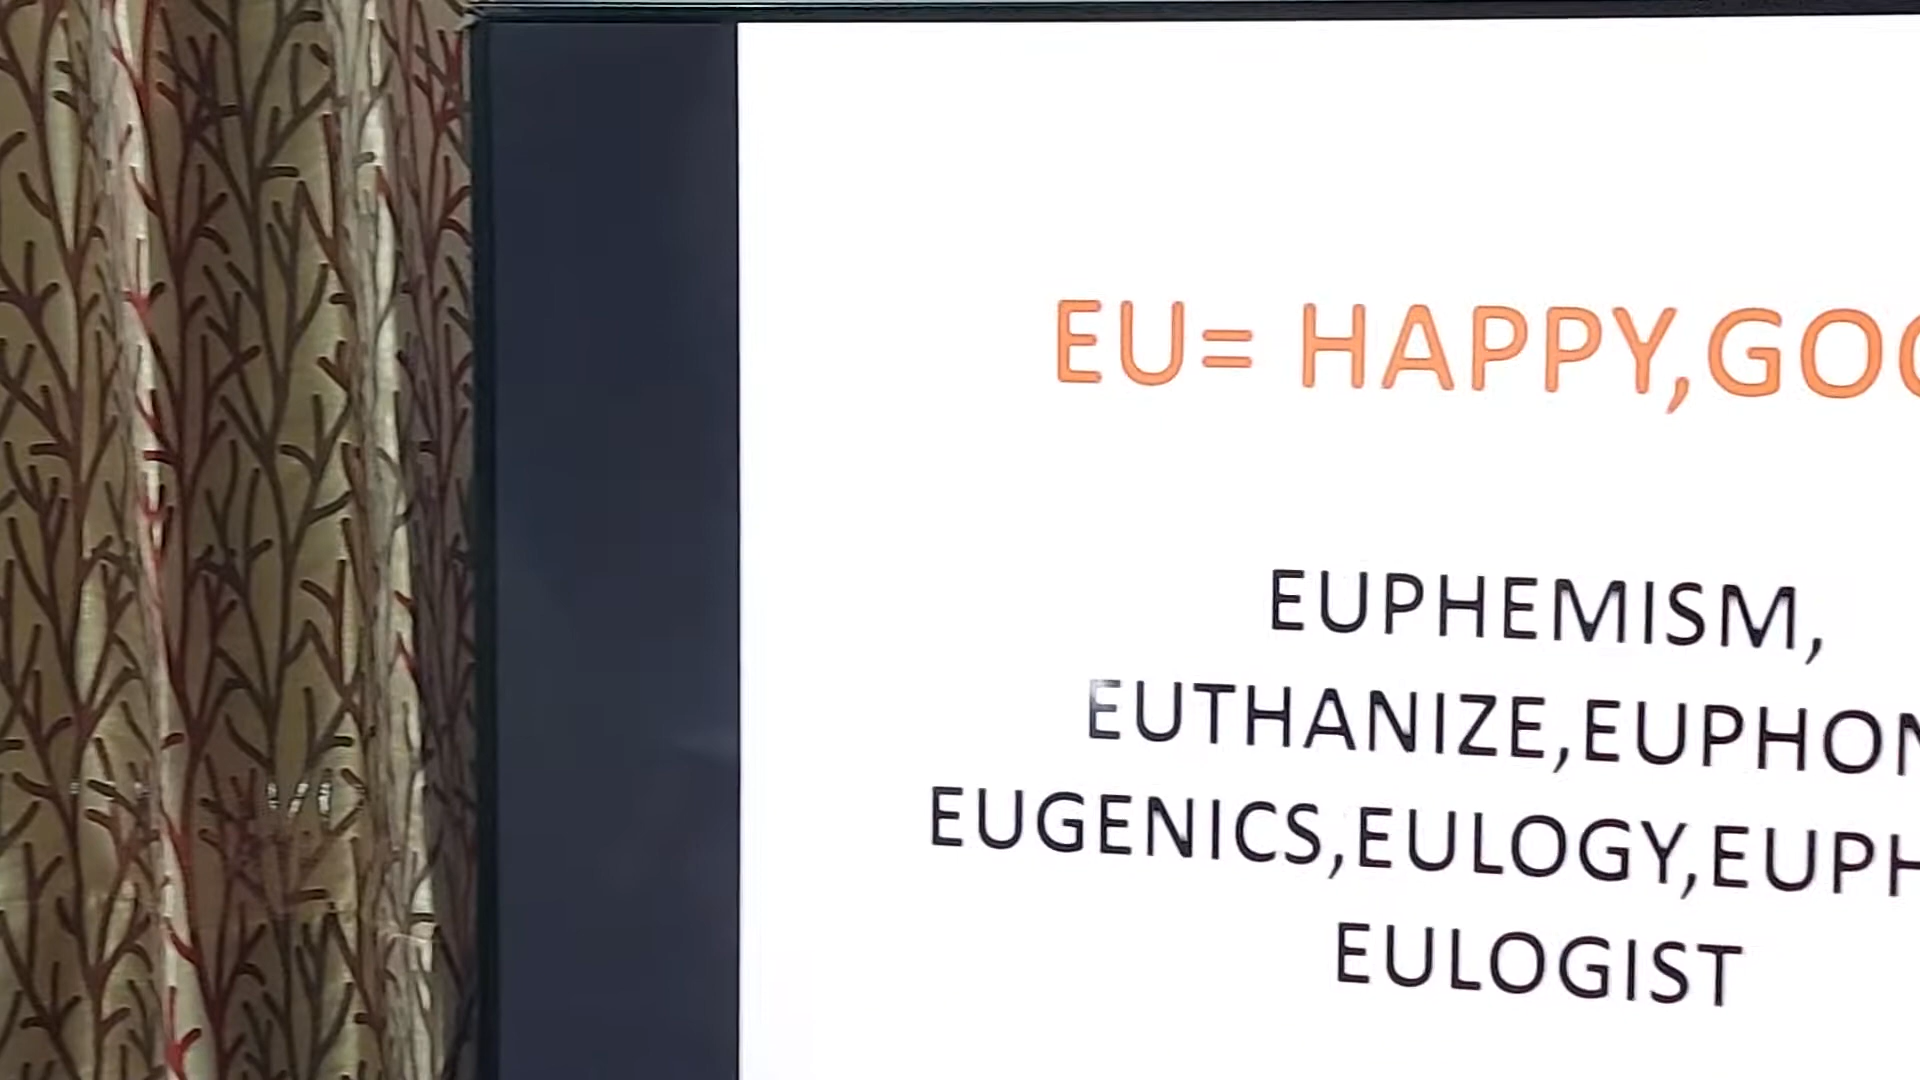 EU= HAPPY,
EUPHEMISM,
EUTHANIZE,
EUGENICS,EULOGY,
EULOGIST